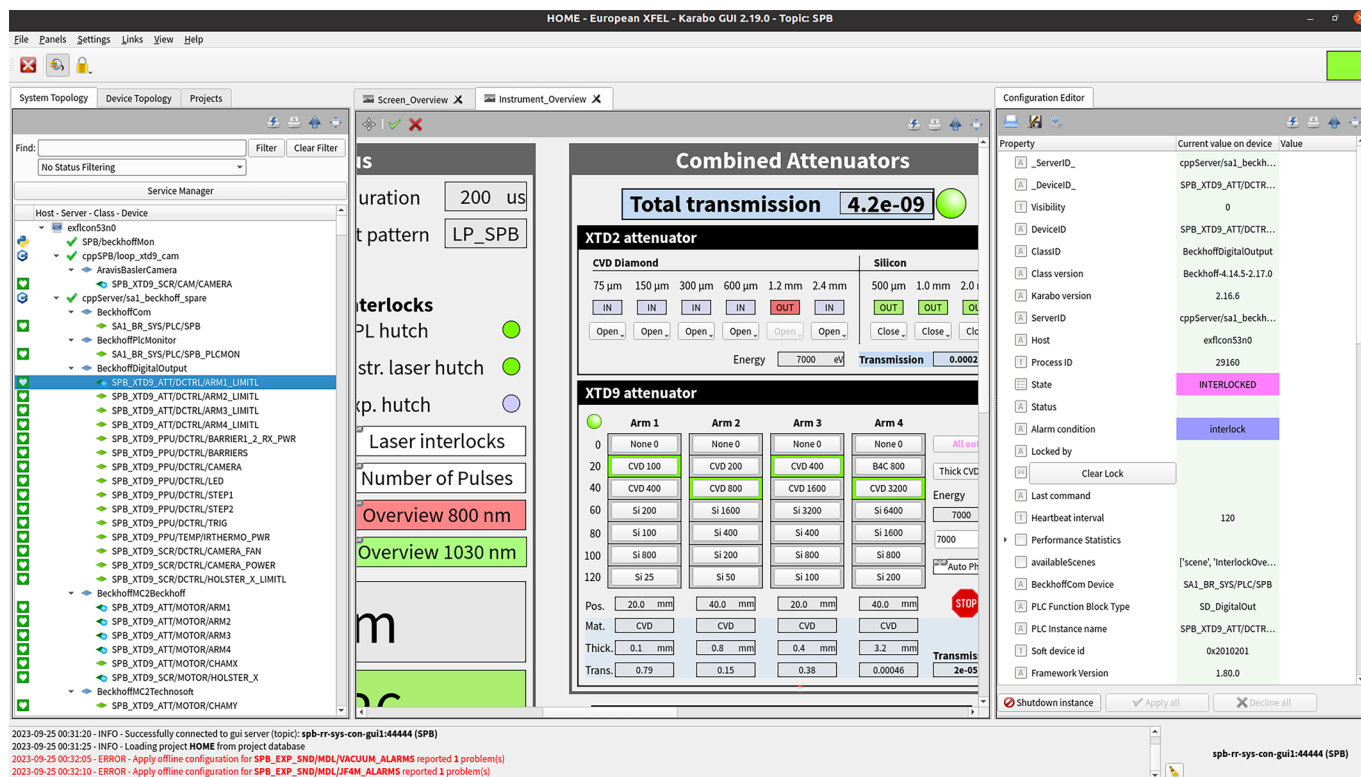 HOME - European XFEL - Karabo GUI 2.19.0 - Topic: SPB
File Panels Settings Links View Help
System Topology Device Topology Projects
Find: Filter Clear Filter
No Status Filtering
Service Manager
Host - Server - Class - Device
exflcon53n0
SPB/beckhoffMon
cppSPB/loop_xtd9_cam
AravisBaslerCamera
SPB_XTD9_SCR/CAM/CAMERA
cppServer/sa1_beckhoff_spare
BeckhoffCom
SA1_BR_SYS/PLC/SPB
BeckhoffPlcMonitor
SA1_BR_SYS/PLC/SPB_PLCMON
BeckhoffDigitalOutput
SPB_XTD9_ATT/DCTRL/ARM1_LIMITL
SPB_XTD9_ATT/DCTRL/ARM2_LIMITL
SPB_XTD9_ATT/DCTRL/ARM3_LIMITL
SPB_XTD9_ATT/DCTRL/ARM4_LIMITL
SPB_XTD9_PPU/DCTRL/BARRIER1_2_RX_PWR
SPB_XTD9_PPU/DCTRL/BARRIERS
SPB_XTD9_PPU/DCTRL/CAMERA
SPB_XTD9_PPU/DCTRL/LED
SPB_XTD9_PPU/DCTRL/STEP1
SPB_XTD9_PPU/DCTRL/STEP2
SPB_XTD9_PPU/DCTRL/TRIG
SPB_XTD9_PPU/TEMP/IRTHERMO_PWR
SPB_XTD9_SCR/DCTRL/CAMERA_FAN
SPB_XTD9_SCR/DCTRL/CAMERA_POWER
SPB_XTD9_SCR/DCTRL/HOLSTER_X_LIMITL
BeckhoffMC2Beckhoff
SPB_XTD9_ATT/MOTOR/ARM1
SPB_XTD9_ATT/MOTOR/ARM2
SPB_XTD9_ATT/MOTOR/ARM3
SPB_XTD9_ATT/MOTOR/ARM4
SPB_XTD9_ATT/MOTOR/CHAMX
SPB_XTD9_SCR/MOTOR/HOLSTER_X
BeckhoffMC2Technosoft
SPB_XTD9_ATT/MOTOR/CHAMY
Screen_Overview Instrument_Overview
us
uration 200 us
t pattern LP_SPB
nterlocks
PL hutch
str. laser hutch
xp. hutch
Laser interlocks
Number of Pulses
Overview 800 nm
Overview 1030 nm
m
Combined Attenuators
Total transmission 4.2e-09
XTD2 attenuator
CVD Diamond Silicon
75 µm 150 µm 300 µm 600 µm 1.2 mm 2.4 mm 500 µm 1.0 mm 2.0
IN IN IN IN OUT IN OUT OUT OU
Open Open Open Open Open Open Close Close Clo
Energy 7000 eV Transmission 0.0002
XTD9 attenuator
Arm 1 Arm 2 Arm 3 Arm 4
0 None 0 None 0 None 0 None 0 All out
20 CVD 100 CVD 200 CVD 400 B4C 800 Thick CVD
40 CVD 400 CVD 800 CVD 1600 CVD 3200 Energy
60 Si 200 Si 1600 Si 3200 Si 6400 7000
80 Si 100 Si 400 Si 400 Si 1600 7000
100 Si 800 Si 200 Si 800 Si 800 Auto Ph
120 Si 25 Si 50 Si 100 Si 200
Pos. 20.0 mm 40.0 mm 20.0 mm 40.0 mm STOP
Mat. CVD CVD CVD CVD
Thick. 0.1 mm 0.8 mm 0.4 mm 3.2 mm Transmis
Trans. 0.79 0.15 0.38 0.00046 2e-05
Configuration Editor
Property Current value on device Value
_ServerID_ cppServer/sa1_beckh...
_DeviceID_ SPB_XTD9_ATT/DCTR...
Visibility 0
DeviceID SPB_XTD9_ATT/DCTR...
ClassID BeckhoffDigitalOutput
Class version Beckhoff-4.14.5-2.17.0
Karabo version 2.16.6
ServerID cppServer/sa1_beckh...
Host exflcon53n0
Process ID 29160
State INTERLOCKED
Status
Alarm condition interlock
Locked by
Clear Lock
Last command
Heartbeat interval 120
Performance Statistics
availableScenes ['scene', 'InterlockOve...
BeckhoffCom Device SA1_BR_SYS/PLC/SPB
PLC Function Block Type SD_DigitalOut
PLC Instance name SPB_XTD9_ATT/DCTR...
Soft device id 0x2010201
Framework Version 1.80.0
Shutdown instance Apply all Decline all
2023-09-25 00:31:20 - INFO - Successfully connected to gui server (topic): spb-rr-sys-con-gui1:44444 (SPB)
2023-09-25 00:31:25 - INFO - Loading project HOME from project database
2023-09-25 00:32:05 - ERROR - Apply offline configuration for SPB_EXP_SND/MDL/VACUUM_ALARMS reported 1 problem(s)
2023-09-25 00:32:10 - ERROR - Apply offline configuration for SPB_EXP_SND/MDL/JF4M_ALARMS reported 1 problem(s)
spb-rr-sys-con-gui1:44444 (SPB)